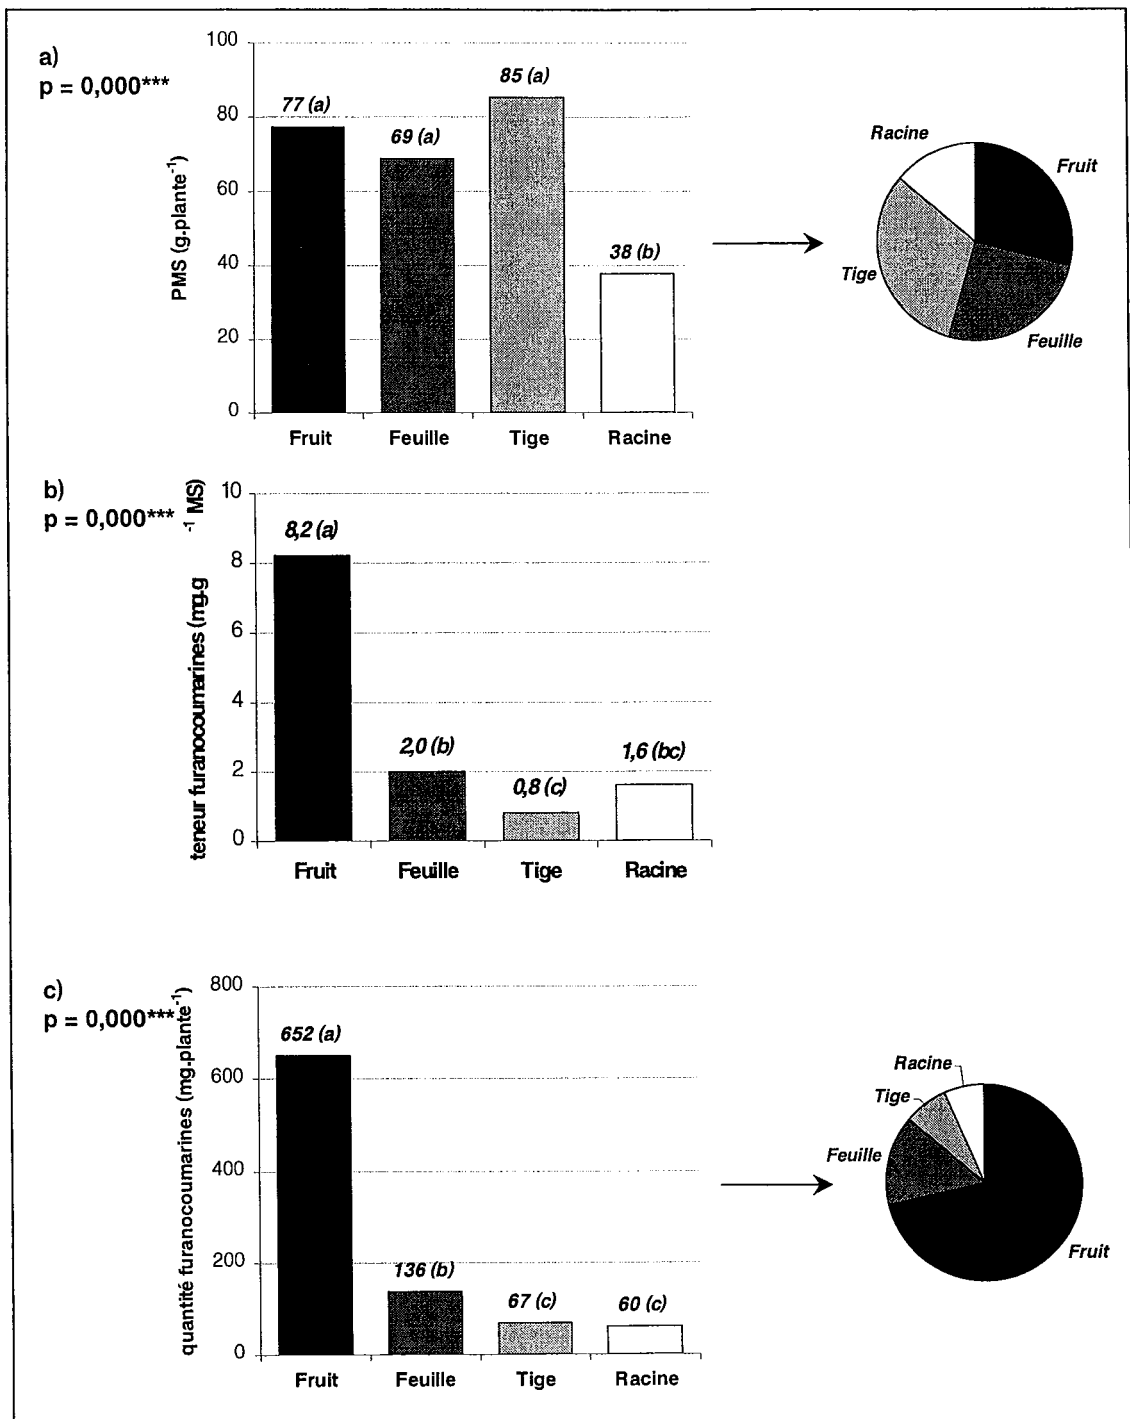 a)
p = 0,000***
PMS (g.plante⁻¹)
100
80
60
40
20
0
77 (a)
69 (a)
85 (a)
38 (b)
Fruit
Feuille
Tige
Racine
Racine
Fruit
Tige
Feuille
b)
p = 0,000***
teneur furanocoumarines (mg.g⁻¹ MS)
10
8
6
4
2
0
8,2 (a)
2,0 (b)
0,8 (c)
1,6 (bc)
Fruit
Feuille
Tige
Racine
c)
p = 0,000***
quantité furanocoumarines (mg.plante⁻¹)
800
600
400
200
0
652 (a)
136 (b)
67 (c)
60 (c)
Fruit
Feuille
Tige
Racine
Racine
Tige
Feuille
Fruit